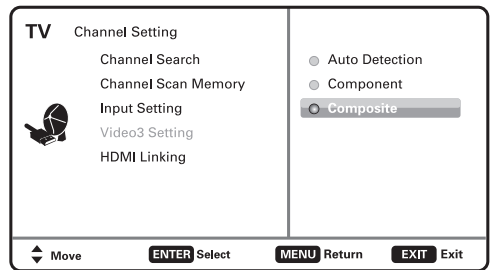 TV Channel Setting
Channel Search
Channel Scan Memory
Input Setting
Video3 Setting
HDMI Linking
Auto Detection
Component
Composite
Move ENTER Select MENU Return EXIT Exit